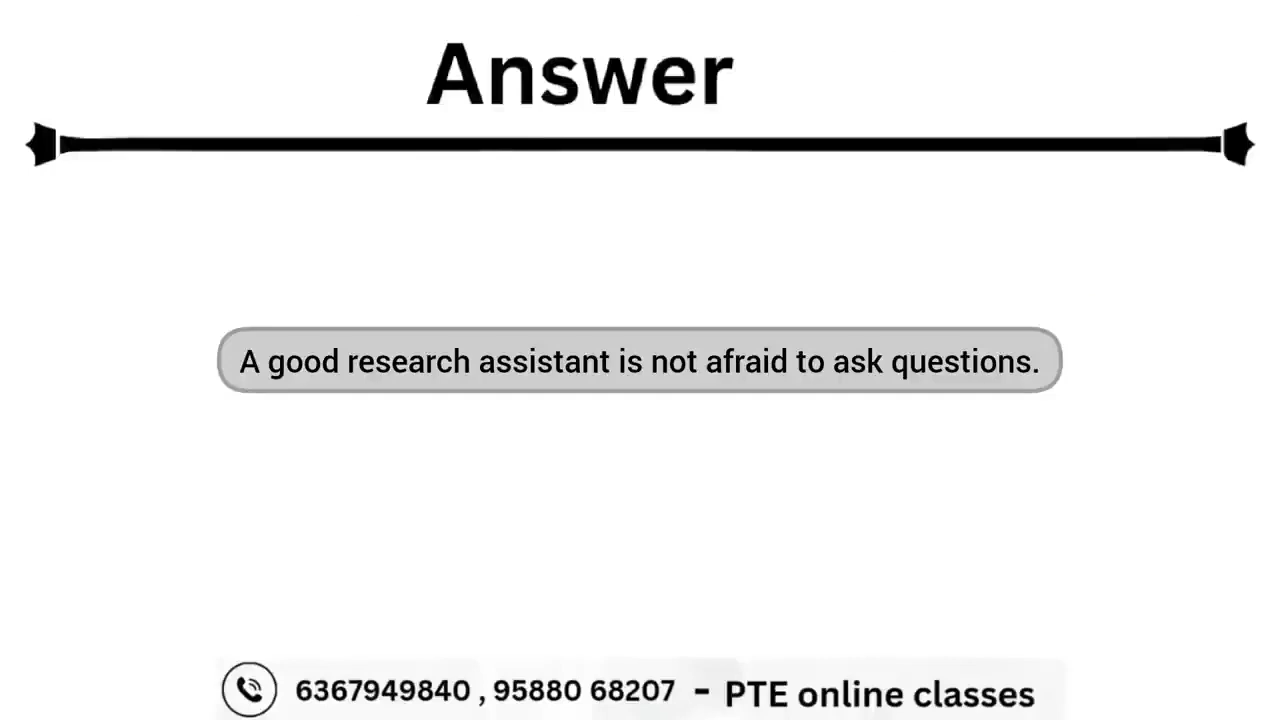 Answer
A good research assistant is not afraid to ask questions.
6367949840 , 95880 68207 - PTE online classes